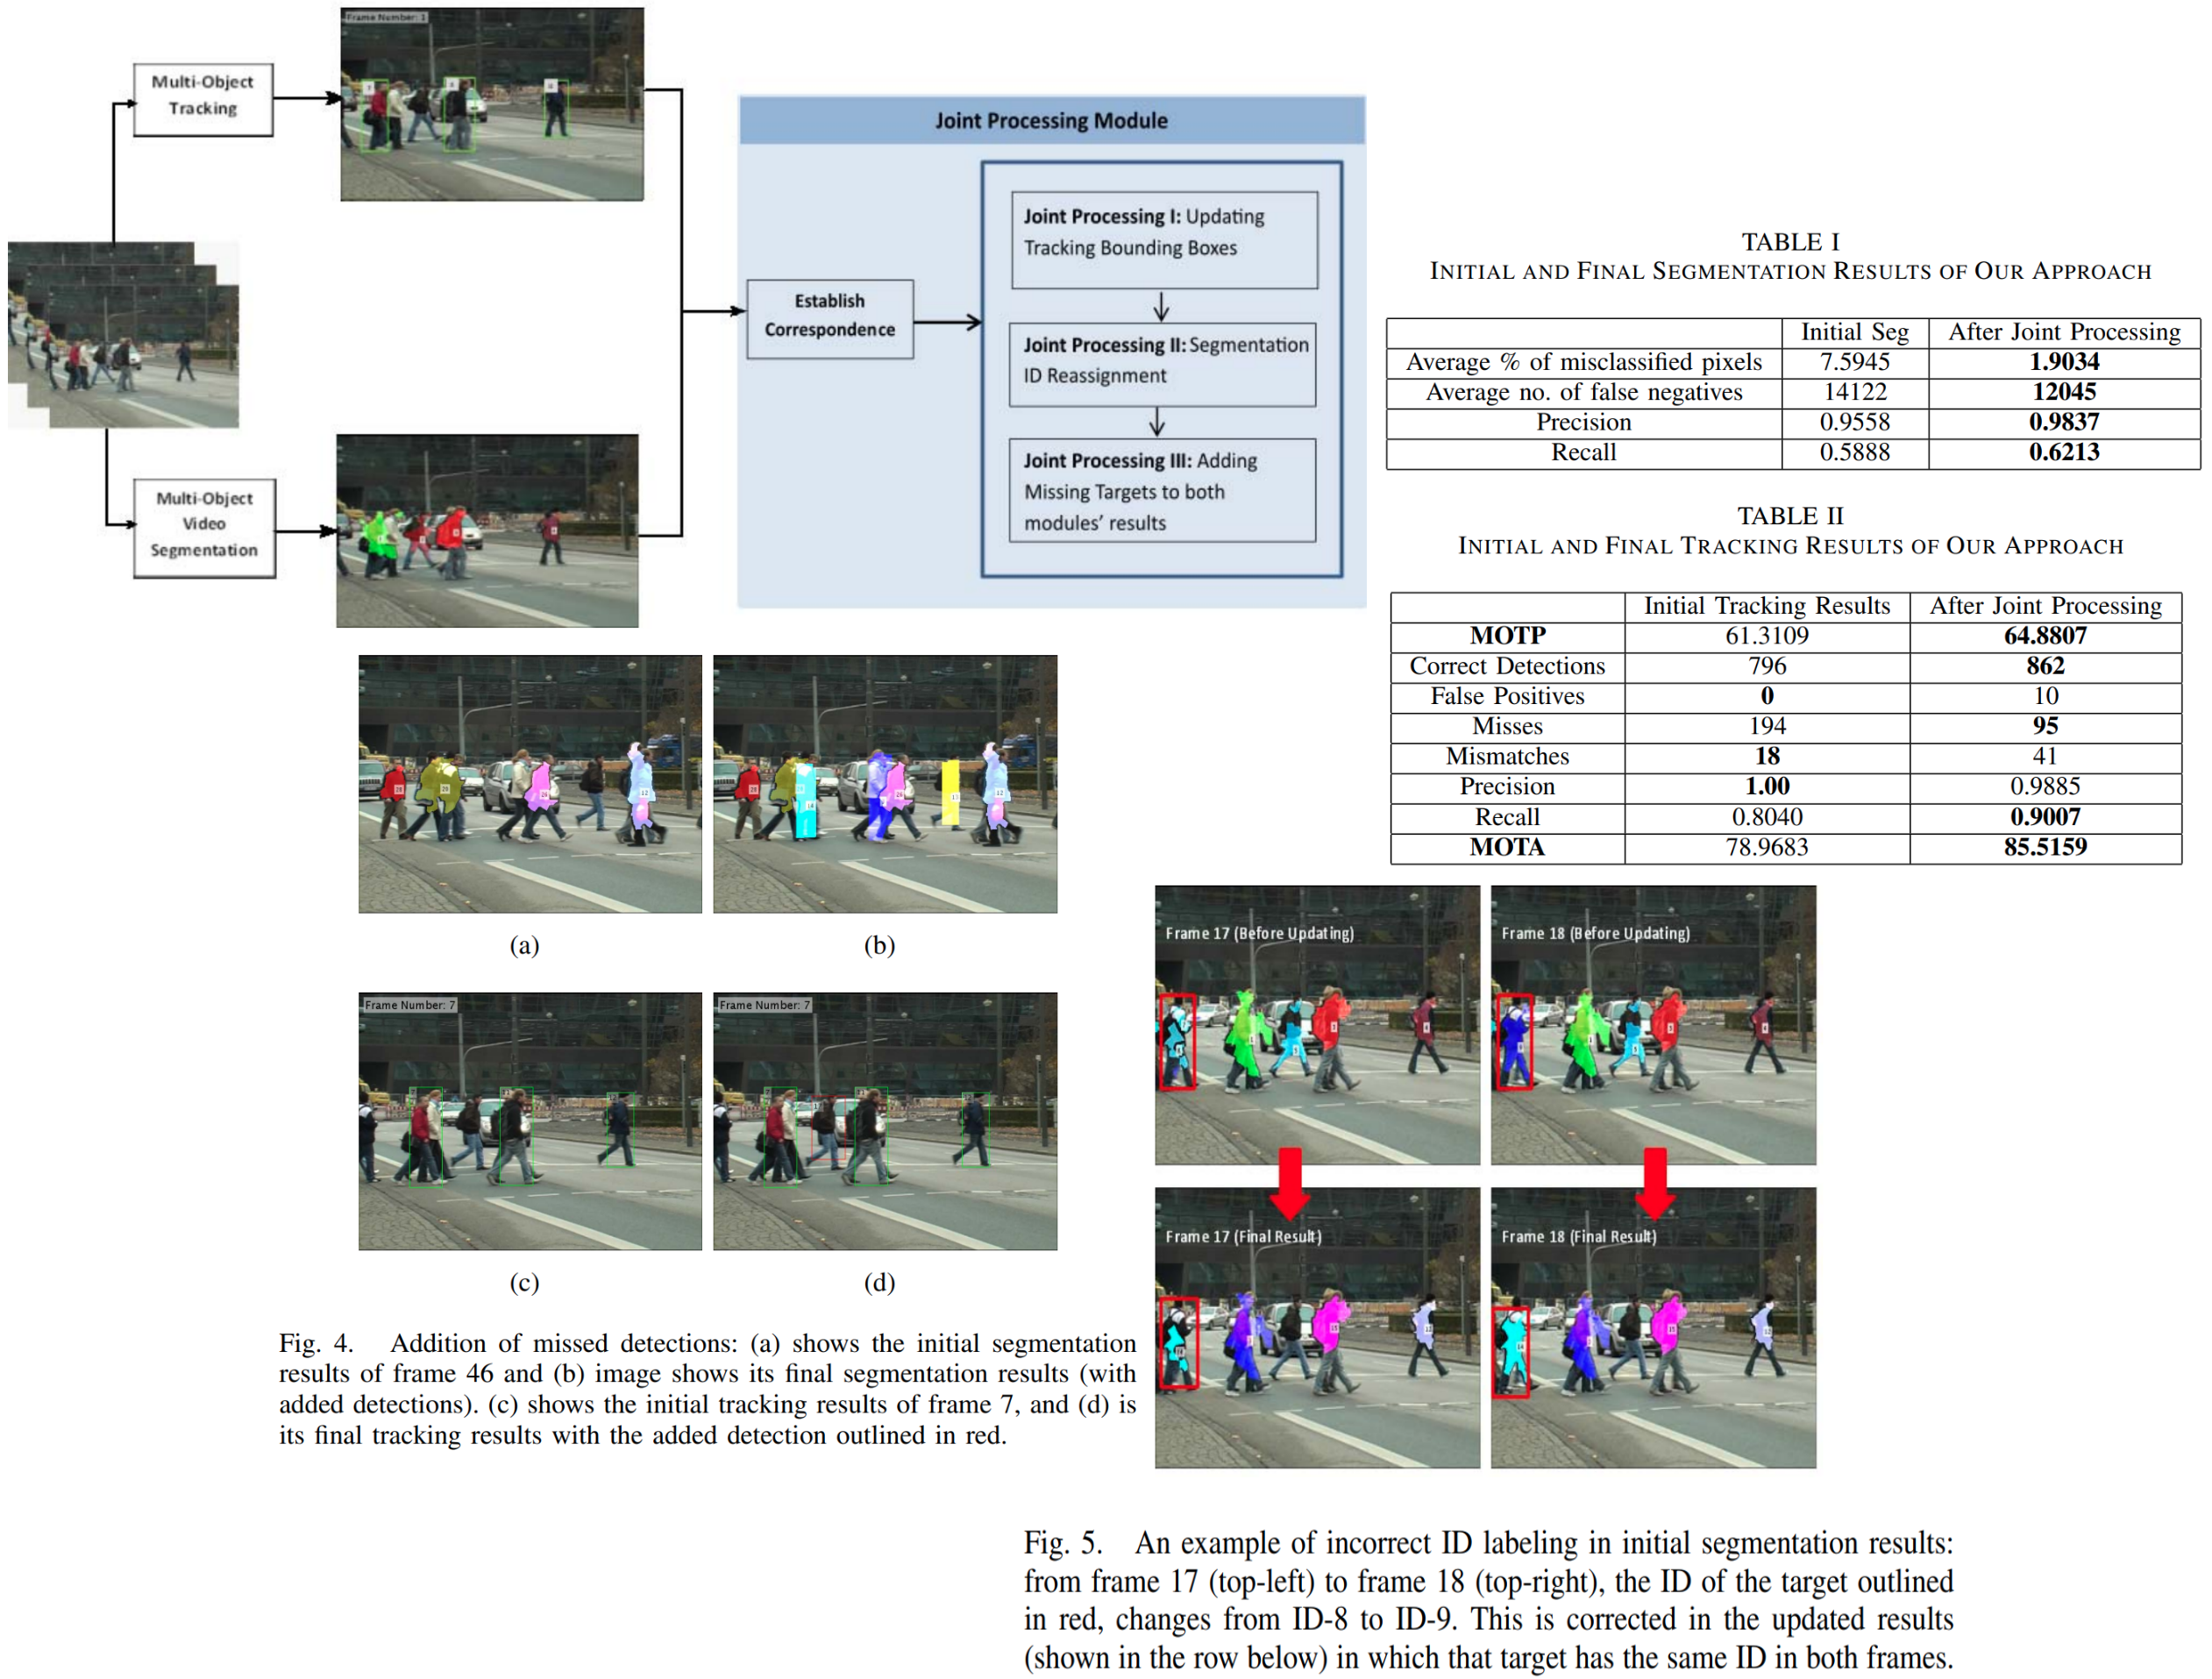 Frame Number: 1
Multi-Object
Tracking
Joint Processing Module
Joint Processing I: Updating
Tracking Bounding Boxes
Establish
Correspondence
Joint Processing II: Segmentation
ID Reassignment
Joint Processing III: Adding
Missing Targets to both
modules' results
Multi-Object
Video
Segmentation
TABLE I
INITIAL AND FINAL SEGMENTATION RESULTS OF OUR APPROACH
Initial Seg After Joint Processing
Average % of misclassified pixels 7.5945 1.9034
Average no. of false negatives 14122 12045
Precision 0.9558 0.9837
Recall 0.5888 0.6213
TABLE II
INITIAL AND FINAL TRACKING RESULTS OF OUR APPROACH
Initial Tracking Results After Joint Processing
MOTP 61.3109 64.8807
Correct Detections 796 862
False Positives 0 10
Misses 194 95
Mismatches 18 41
Precision 1.00 0.9885
Recall 0.8040 0.9007
MOTA 78.9683 85.5159
(a) (b)
Frame Number: 7 Frame Number: 7
(c) (d)
Fig. 4. Addition of missed detections: (a) shows the initial segmentation
results of frame 46 and (b) image shows its final segmentation results (with
added detections). (c) shows the initial tracking results of frame 7, and (d) is
its final tracking results with the added detection outlined in red.
Frame 17 (Before Updating) Frame 18 (Before Updating)
Frame 17 (Final Result) Frame 18 (Final Result)
Fig. 5. An example of incorrect ID labeling in initial segmentation results:
from frame 17 (top-left) to frame 18 (top-right), the ID of the target outlined
in red, changes from ID-8 to ID-9. This is corrected in the updated results
(shown in the row below) in which that target has the same ID in both frames.